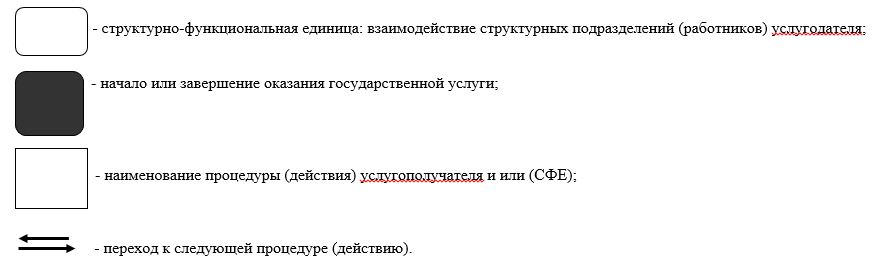 - структурно-функциональная единица: взаимодействие структурных подразделений (работников) услугодателя;
- начало или завершение оказания государственной услуги;
- наименование процедуры (действия) услугополучателя и или (СФЕ);
- переход к следующей процедуре (действию).